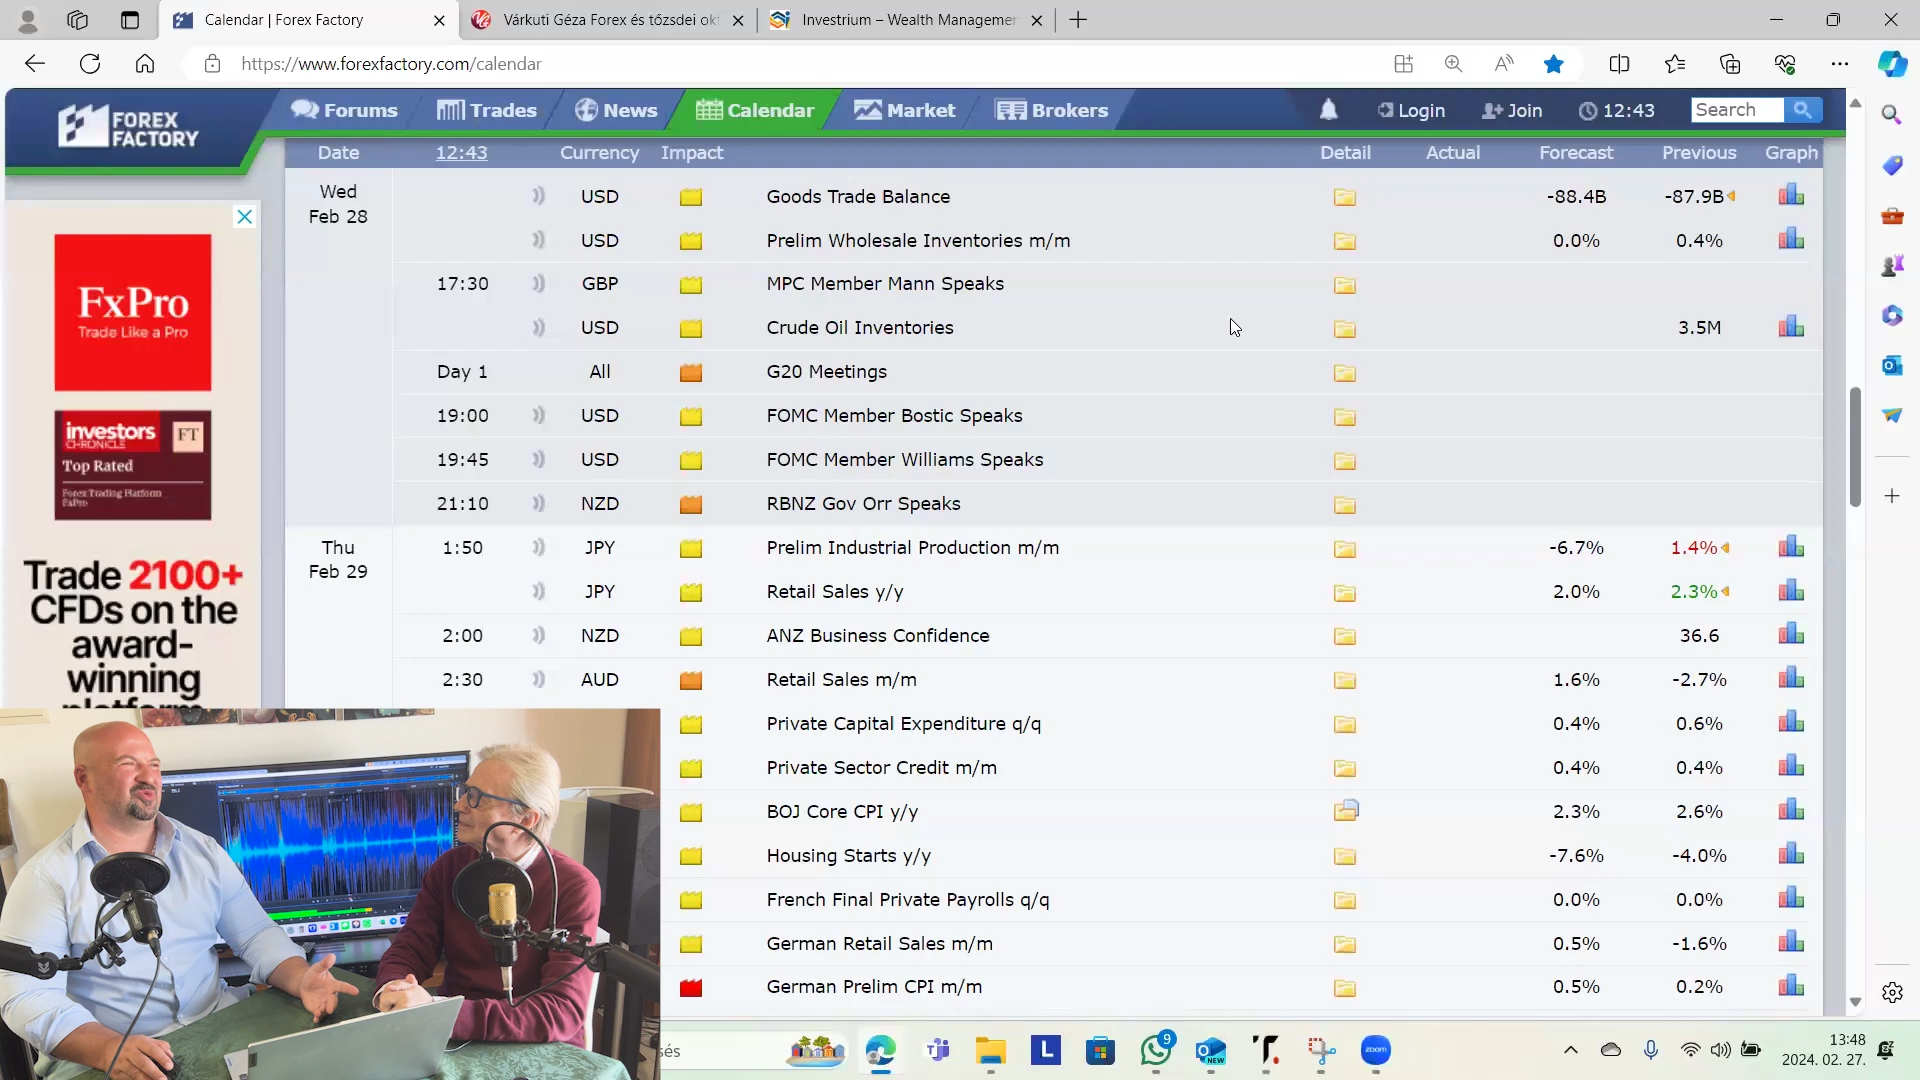 Calendar | Forex Factory
Várkuti Géza Forex és tőzsdei okt
Investrium – Wealth Managemen
https://www.forexfactory.com/calendar
FOREX FACTORY
Forums Trades News Calendar Market Brokers Login Join 12:43 Search
Date 12:43 Currency Impact Detail Actual Forecast Previous Graph
Wed Feb 28
USD Goods Trade Balance -88.4B -87.9B
USD Prelim Wholesale Inventories m/m 0.0% 0.4%
17:30 GBP MPC Member Mann Speaks
USD Crude Oil Inventories 3.5M
Day 1 All G20 Meetings
19:00 USD FOMC Member Bostic Speaks
19:45 USD FOMC Member Williams Speaks
21:10 NZD RBNZ Gov Orr Speaks
Thu Feb 29
1:50 JPY Prelim Industrial Production m/m -6.7% 1.4%
JPY Retail Sales y/y 2.0% 2.3%
2:00 NZD ANZ Business Confidence 36.6
2:30 AUD Retail Sales m/m 1.6% -2.7%
Private Capital Expenditure q/q 0.4% 0.6%
Private Sector Credit m/m 0.4% 0.4%
BOJ Core CPI y/y 2.3% 2.6%
Housing Starts y/y -7.6% -4.0%
French Final Private Payrolls q/q 0.0% 0.0%
German Retail Sales m/m 0.5% -1.6%
German Prelim CPI m/m 0.5% 0.2%
FxPro
Trade Like a Pro
investors CHRONICLE FT
Top Rated
Forex Trading Platform
FxPro
Trade 2100+
CFDs on the
award-
winning
platform
és
L
9
NEW
zoom
13:48
2024. 02. 27.